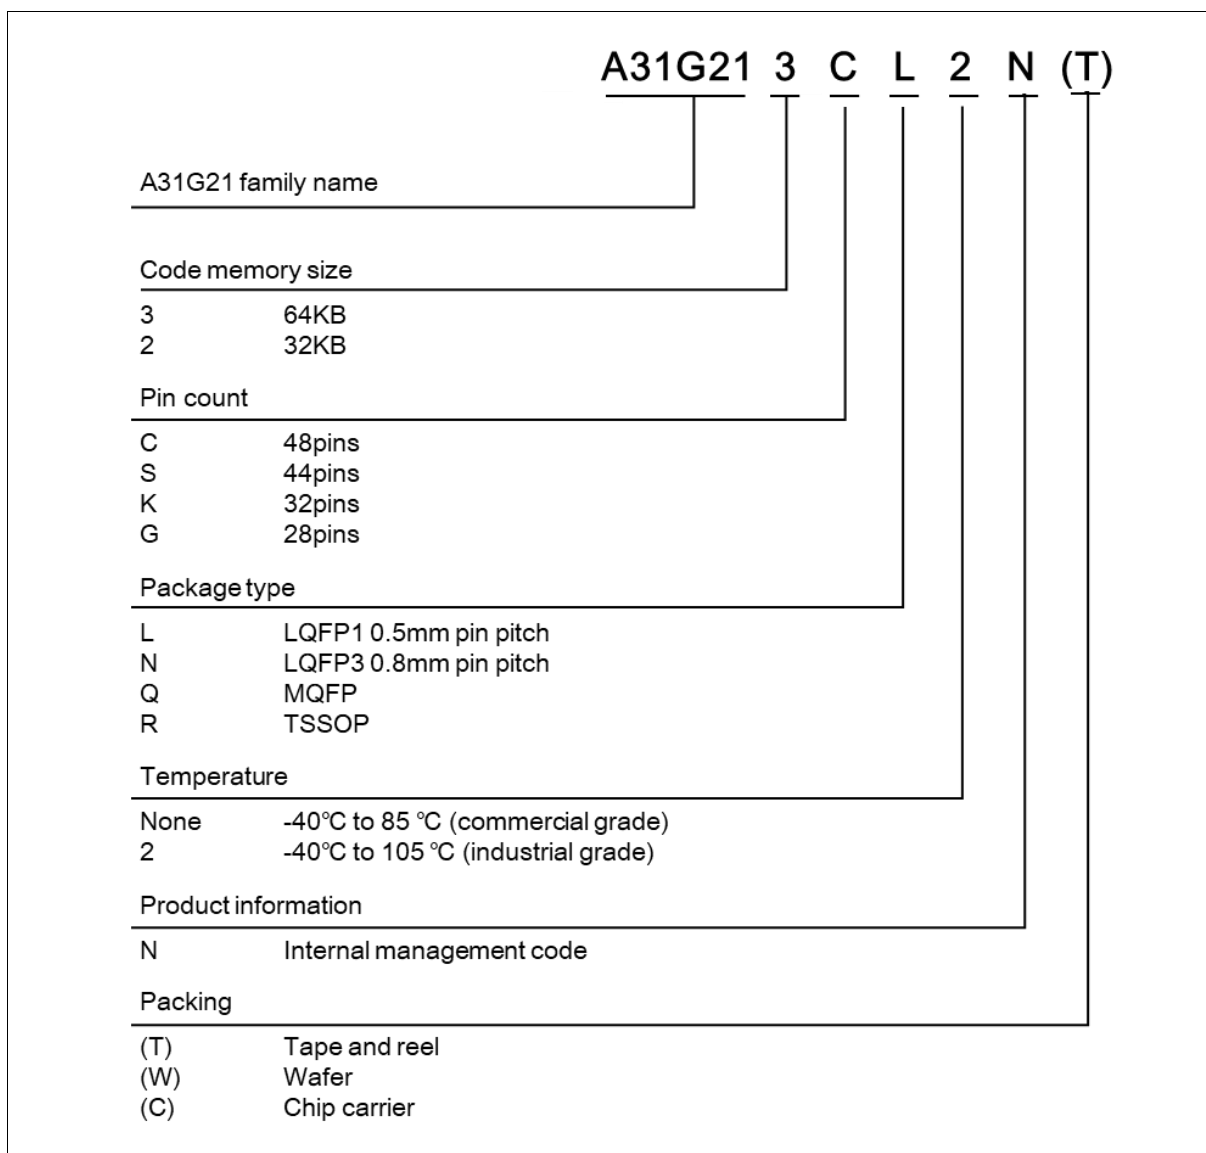 A31G21 3 C L 2 N (T)
A31G21 family name
Code memory size
3 64KB
2 32KB
Pin count
C 48pins
S 44pins
K 32pins
G 28pins
Package type
L LQFP1 0.5mm pin pitch
N LQFP3 0.8mm pin pitch
Q MQFP
R TSSOP
Temperature
None -40℃ to 85 ℃ (commercial grade)
2 -40℃ to 105 ℃ (industrial grade)
Product information
N Internal management code
Packing
(T) Tape and reel
(W) Wafer
(C) Chip carrier